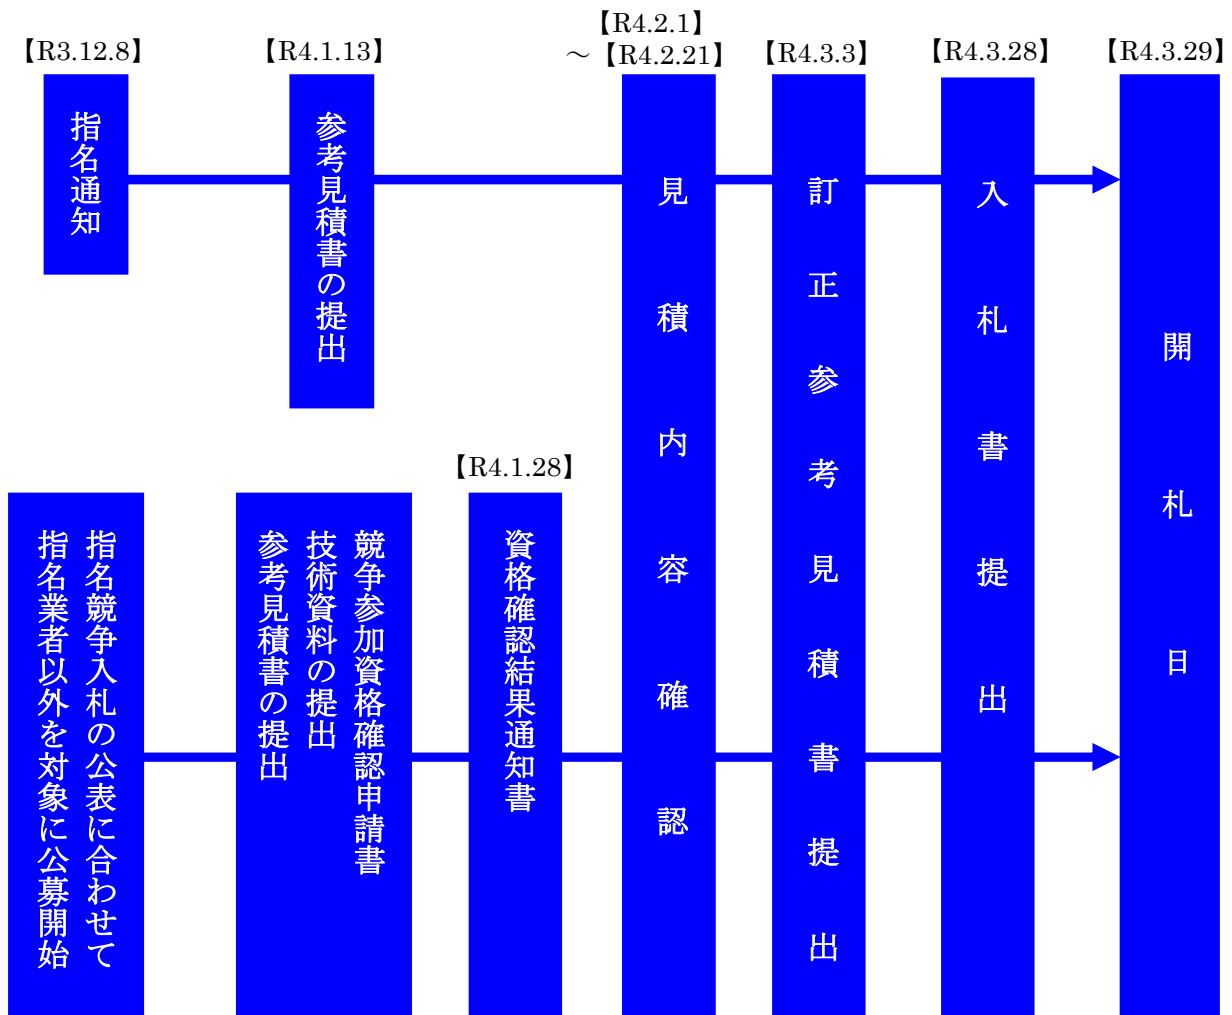 【R3.12.8】
指名通知
【R4.1.13】
参考見積書の提出
指名競争入札の公表に合わせて
指名業者以外を対象に公募開始
競争参加資格確認申請書
技術資料の提出
参考見積書の提出
【R4.1.28】
資格確認結果通知書
【R4.2.1】
～【R4.2.21】
見積内容確認
【R4.3.3】
訂正参考見積書提出
【R4.3.28】
入札書提出
【R4.3.29】
開札日